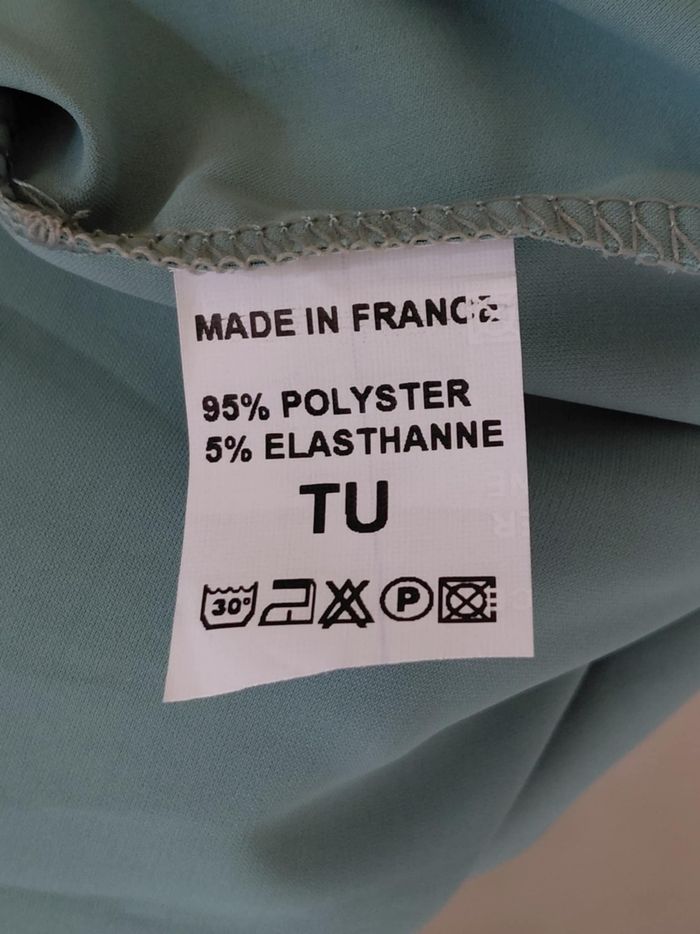 MADE IN FRANCE
95% POLYSTER
5% ELASTHANNE
TU
30°
P